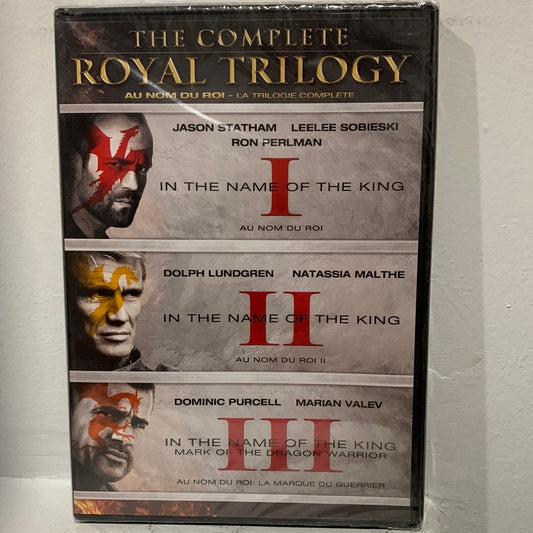 THE COMPLETE
ROYAL TRILOGY
AU NOM DU ROI - LA TRILOGIE COMPLÈTE
JASON STATHAM LEELEE SOBIESKI
RON PERLMAN
I
IN THE NAME OF THE KING
AU NOM DU ROI
DOLPH LUNDGREN NATASSIA MALTHE
II
IN THE NAME OF THE KING
AU NOM DU ROI II
DOMINIC PURCELL MARIAN VALEV
III
IN THE NAME OF THE KING
MARK OF THE DRAGON WARRIOR
AU NOM DU ROI: LA MARQUE DU GUERRIER